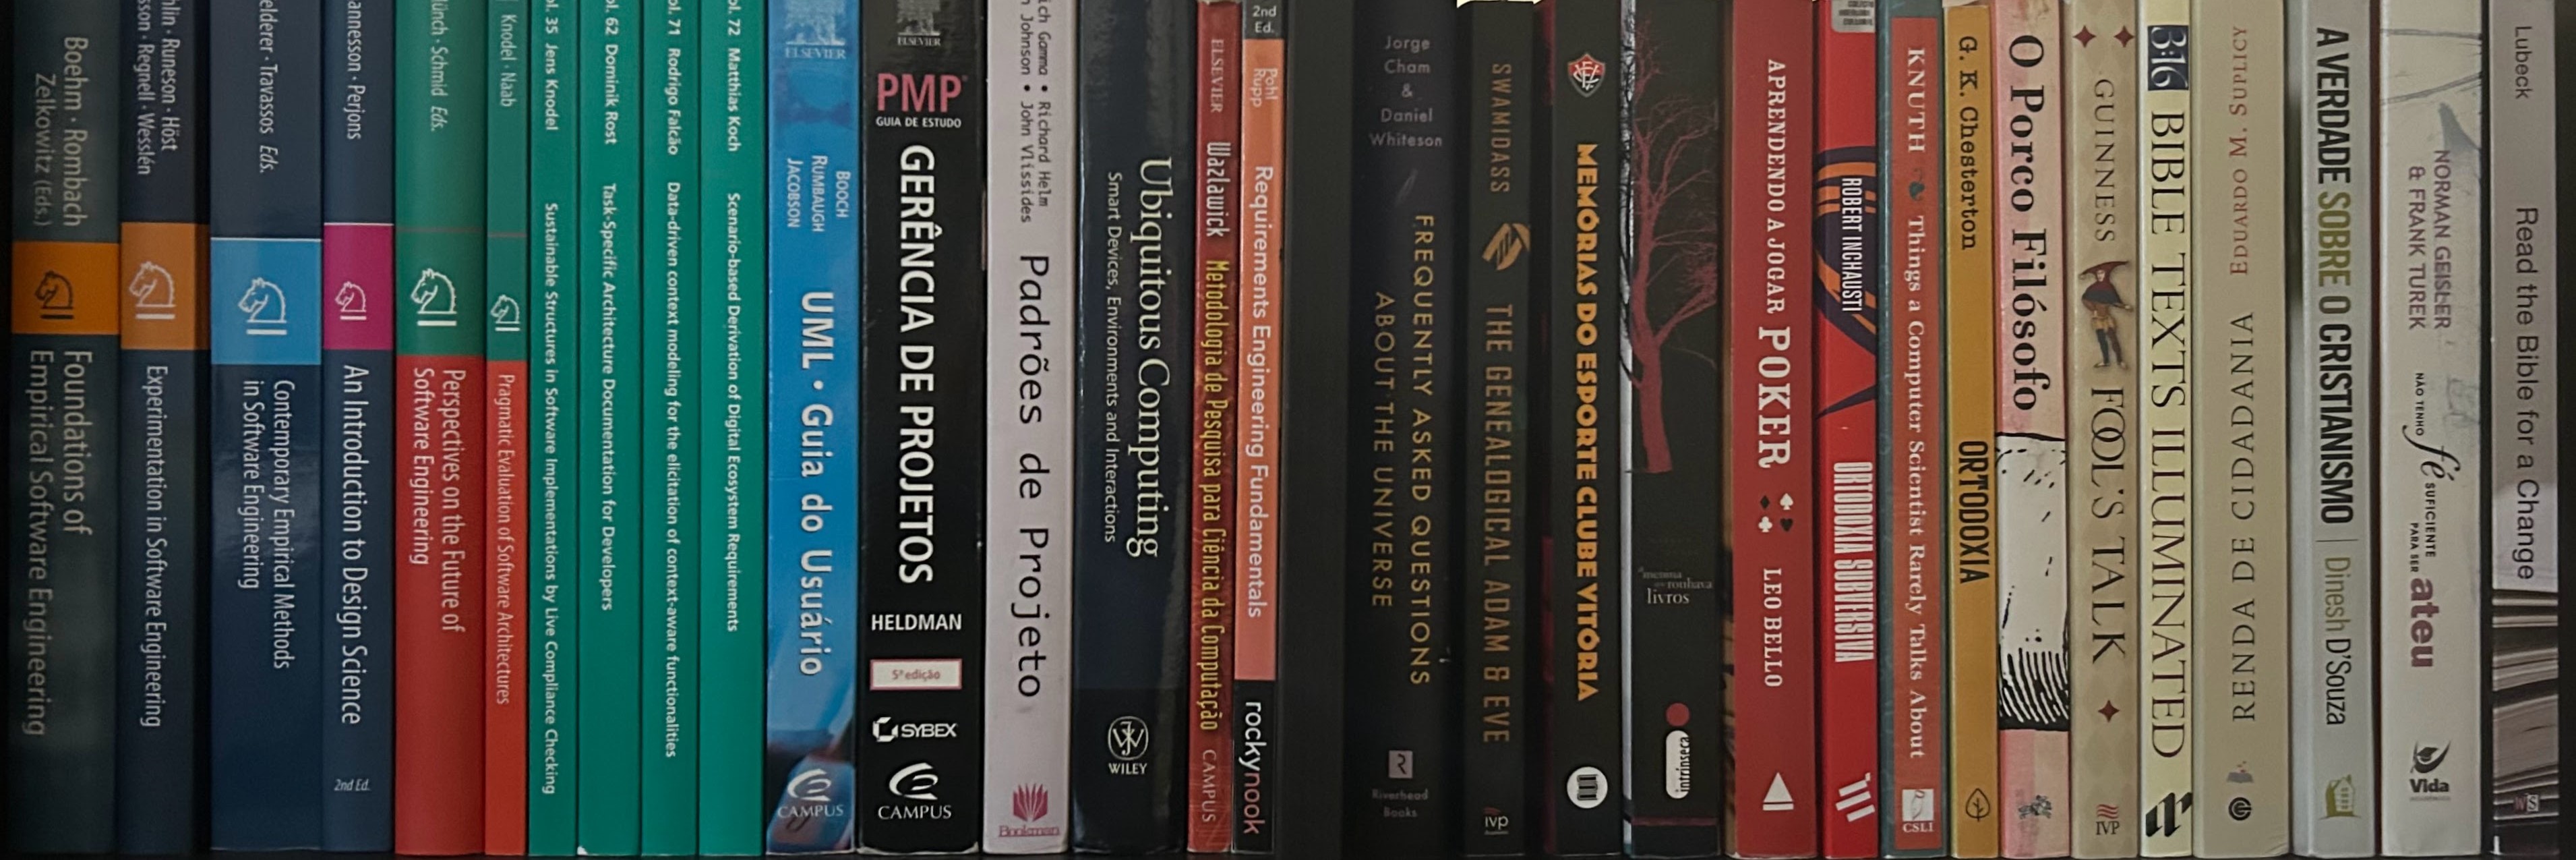 Boehm · Rombach
Zelkowitz (Eds.)
Foundations of
Empirical Software Engineering
hlin · Runeson · Höst
sson · Regnell · Wesslén
Experimentation in Software Engineering
elderer · Travassos Eds.
Contemporary Empirical Methods
in Software Engineering
annesson · Perjons
An Introduction to Design Science
2nd Ed.
ünch · Schmid Eds.
Perspectives on the Future of
Software Engineering
Knodel · Naab
Pragmatic Evaluation of Software Architectures
ol. 35 Jens Knodel Sustainable Structures in Software Implementations by Live Compliance Checking
ol. 62 Dominik Rost Task-Specific Architecture Documentation for Developers
ol. 71 Rodrigo Falcão Data-driven context modeling for the elicitation of context-aware functionalities
ol. 72 Matthias Koch Scenario-based Derivation of Digital Ecosystem Requirements
ELSEVIER
BOOCH
RUMBAUGH
JACOBSON
UML · Guia do Usuário
CAMPUS
ELSEVIER
PMP
GUIA DE ESTUDO
GERÊNCIA DE PROJETOS
HELDMAN
5ª edição
SYBEX
CAMPUS
ich Gamma • Richard Helm
h Johnson • John Vlissides
Padrões de Projeto
Bookman
Ubiquitous Computing
Smart Devices, Environments and Interactions
WILEY
ELSEVIER
Wazlawick
Metodologia de Pesquisa para Ciência da Computação
CAMPUS
2nd
Ed.
Pohl
Rupp
Requirements Engineering Fundamentals
rockynook
Jorge
Cham
&
Daniel
Whiteson
FREQUENTLY ASKED QUESTIONS
ABOUT THE UNIVERSE
R
Riverhead
Books
SWAMIDASS
THE GENEALOGICAL ADAM & EVE
ivp
MEMÓRIAS DO ESPORTE CLUBE VITÓRIA
m
a menina
que roubava
livros
intrínseca
APRENDENDO A JOGAR POKER
LEO BELLO
ROBERT INCHAUSTI
ORTODOXIA SUBVERSIVA
KNUTH
Things a Computer Scientist Rarely Talks About
CSLI
G. K. Chesterton
ORTODOXIA
O Porco Filósofo
GUINNESS
FOOL'S TALK
IVP
3:16 BIBLE TEXTS ILLUMINATED
EDUARDO M. SUPLICY
RENDA DE CIDADANIA
A VERDADE SOBRE O CRISTIANISMO | Dinesh D'Souza
NORMAN GEISLER
& FRANK TUREK
NÃO TENHO fé SUFICIENTE
PARA SER ateu
Vida
Lubeck
Read the Bible for a Change
WS